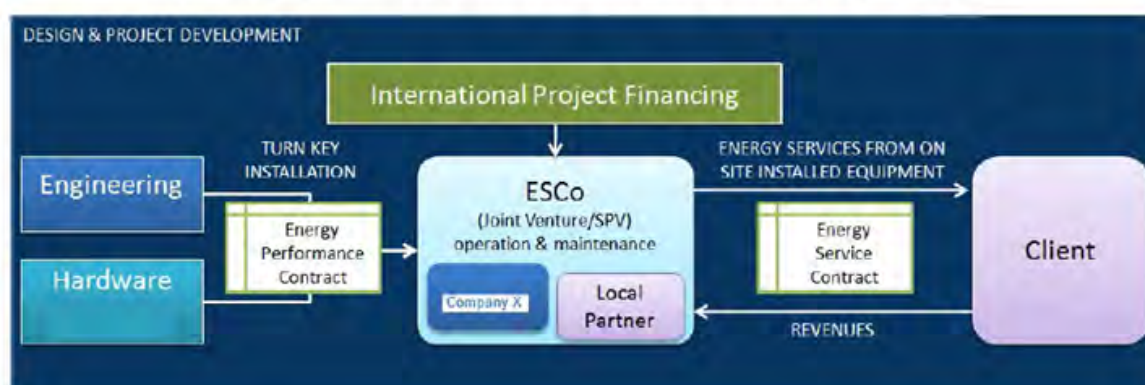 DESIGN & PROJECT DEVELOPMENT
International Project Financing
TURN KEY
INSTALLATION
Engineering
Hardware
Energy
Performance
Contract
ESCo
(Joint Venture/SPV)
operation & maintenance
Company X
Local
Partner
ENERGY SERVICES FROM ON
SITE INSTALLED EQUIPMENT
Energy
Service
Contract
REVENUES
Client